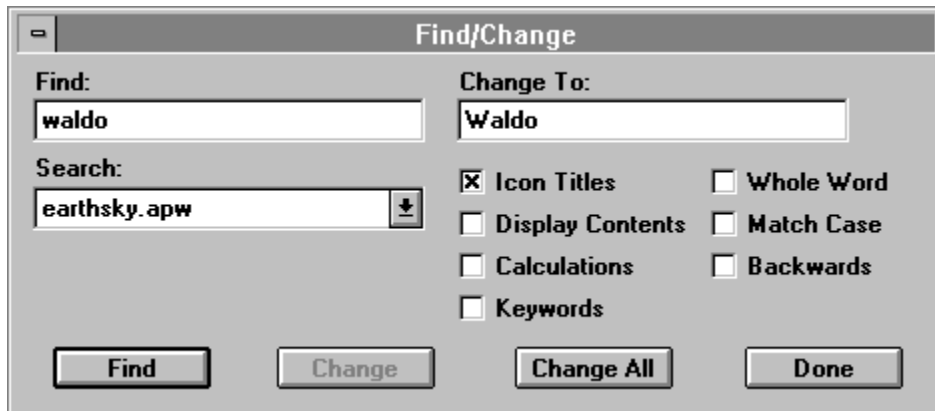 Find/Change
Find:
waldo
Change To:
Waldo
Search:
earthsky.apw
Icon Titles
Whole Word
Display Contents
Match Case
Calculations
Backwards
Keywords
Find
Change
Change All
Done